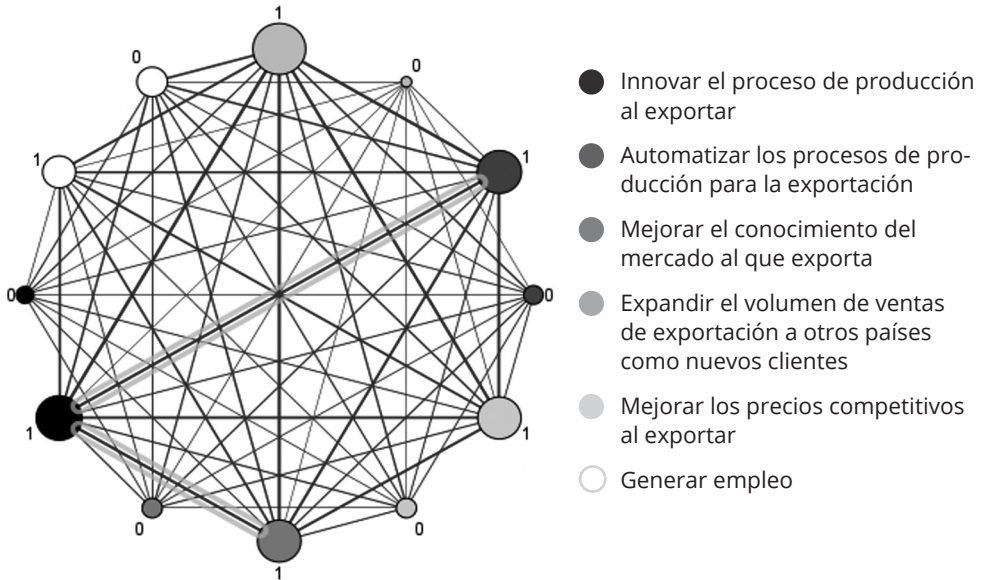 1
0
0
1
1
0
0
1
1
0
0
1
Innovar el proceso de producción
al exportar
Automatizar los procesos de pro-
ducción para la exportación
Mejorar el conocimiento del
mercado al que exporta
Expandir el volumen de ventas
de exportación a otros países
como nuevos clientes
Mejorar los precios competitivos
al exportar
Generar empleo